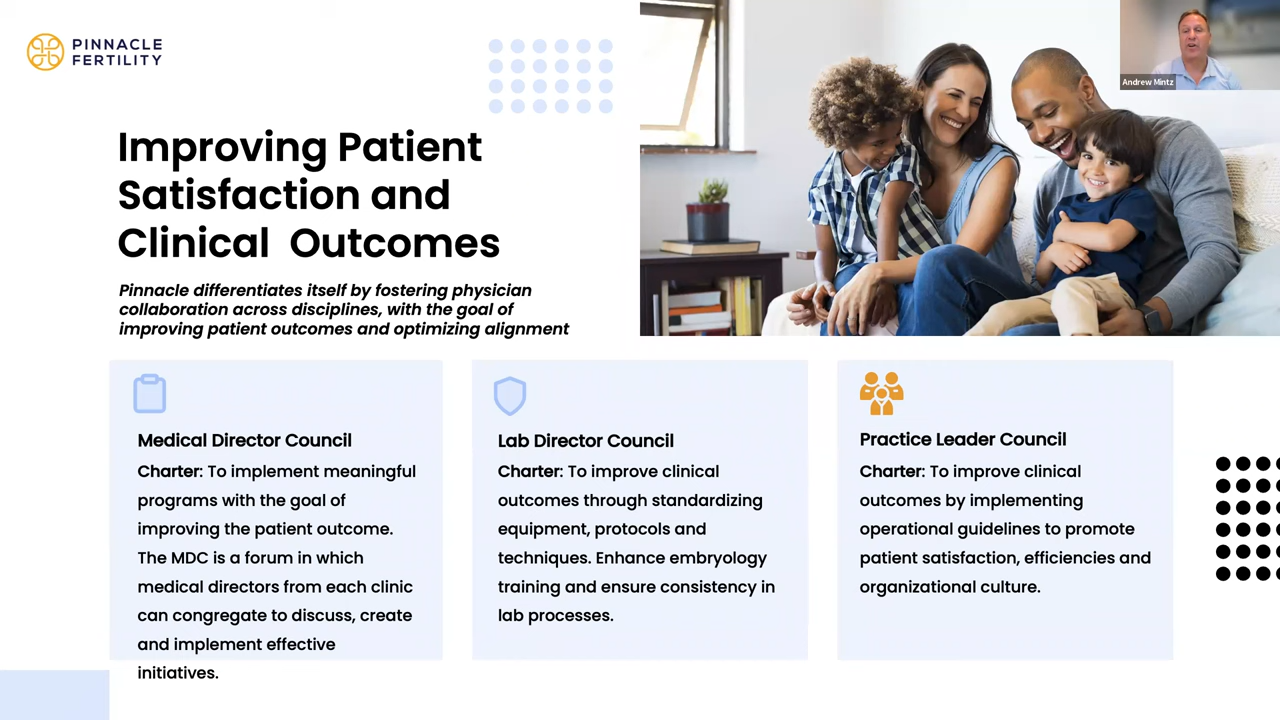 PINNACLE
FERTILITY
Andrew Mintz
Improving Patient
Satisfaction and
Clinical  Outcomes
Pinnacle differentiates itself by fostering physician
collaboration across disciplines, with the goal of
improving patient outcomes and optimizing alignment
Medical Director Council
Charter: To implement meaningful
programs with the goal of
improving the patient outcome.
The MDC is a forum in which
medical directors from each clinic
can congregate to discuss, create
and implement effective
initiatives.
Lab Director Council
Charter: To improve clinical
outcomes through standardizing
equipment, protocols and
techniques. Enhance embryology
training and ensure consistency in
lab processes.
Practice Leader Council
Charter: To improve clinical
outcomes by implementing
operational guidelines to promote
patient satisfaction, efficiencies and
organizational culture.